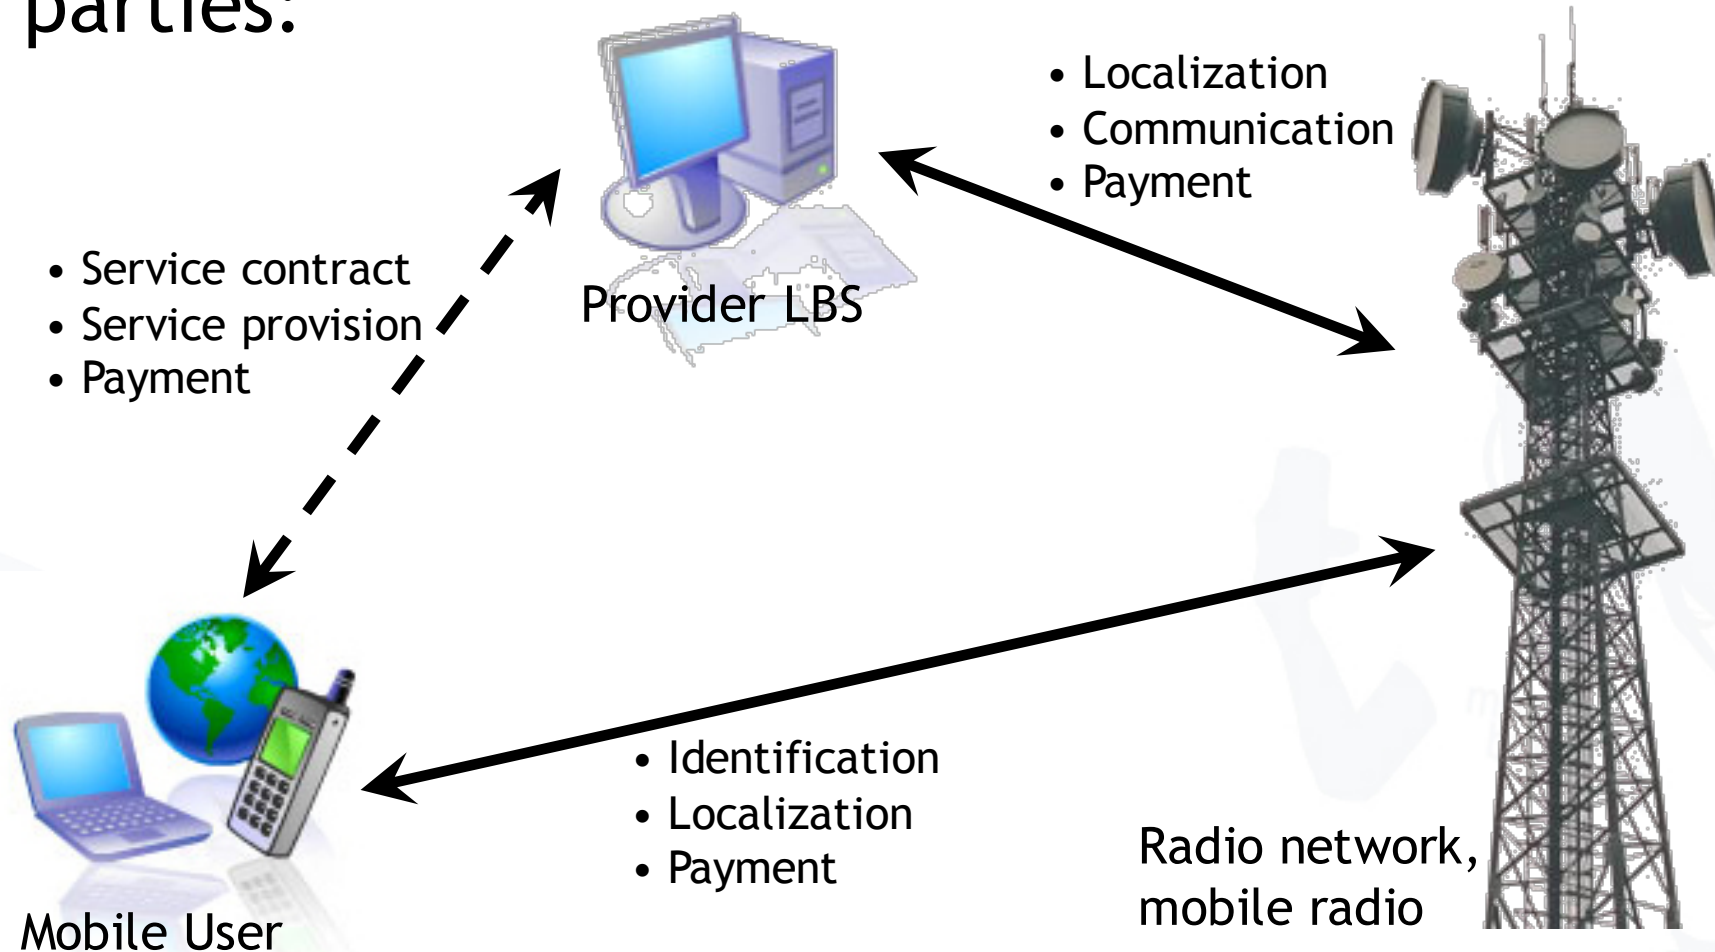 parties:
• Localization
• Communication
• Payment
• Service contract
• Service provision
• Payment
Provider LBS
• Identification
• Localization
• Payment
Radio network,
mobile radio
Mobile User